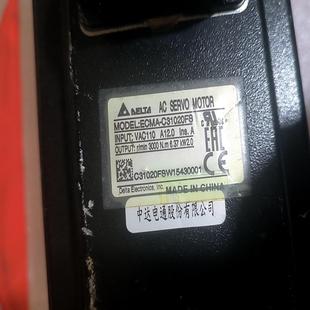 DELTA AC SERVO MOTOR
MODEL:ECMA-C31020FS
INPUT: VAC110 A12.0 Ins. A
OUTPUT: r/min 3000 N.m 6.37 kW2.0
C31020FSW15430001
Delta Electronics, Inc.
MADE IN CHINA
中达电通股份有限公司